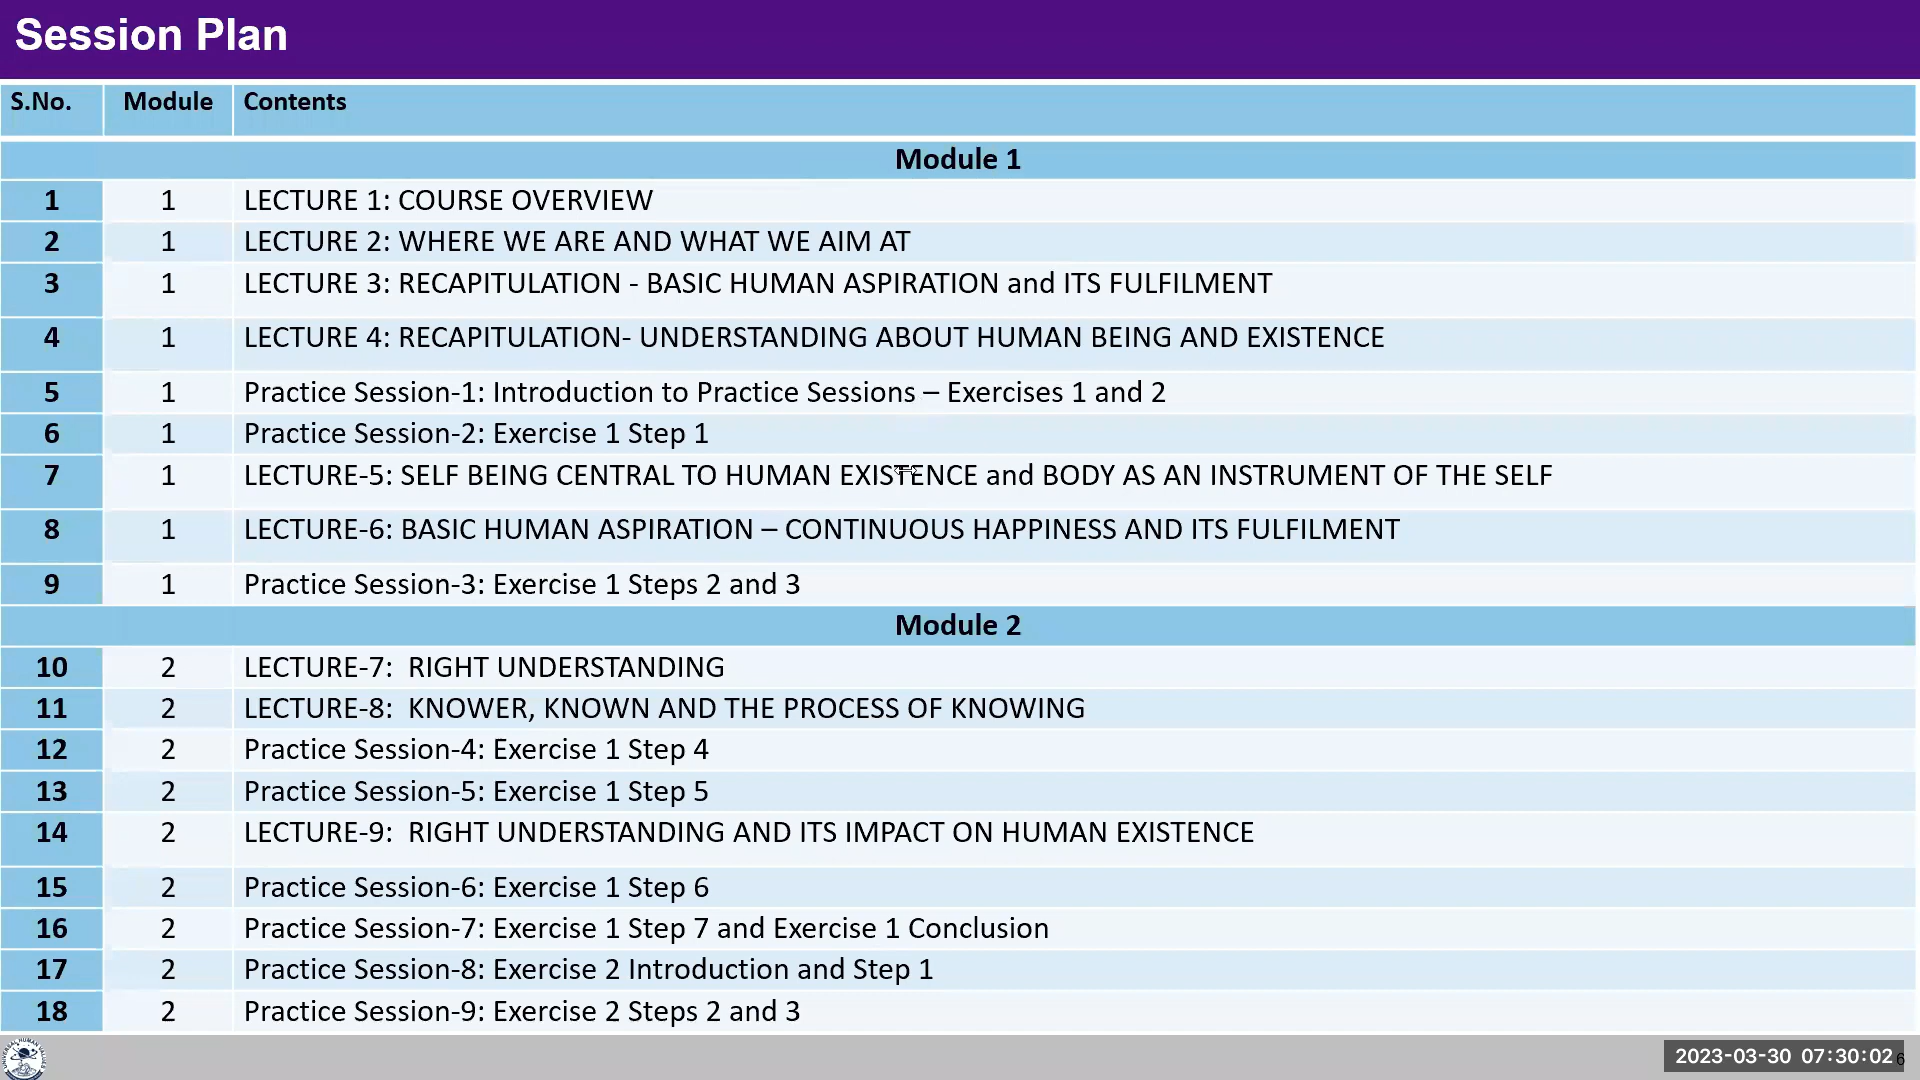 Session Plan
S.No. Module Contents
Module 1
1 1 LECTURE 1: COURSE OVERVIEW
2 1 LECTURE 2: WHERE WE ARE AND WHAT WE AIM AT
3 1 LECTURE 3: RECAPITULATION - BASIC HUMAN ASPIRATION and ITS FULFILMENT
4 1 LECTURE 4: RECAPITULATION- UNDERSTANDING ABOUT HUMAN BEING AND EXISTENCE
5 1 Practice Session-1: Introduction to Practice Sessions – Exercises 1 and 2
6 1 Practice Session-2: Exercise 1 Step 1
7 1 LECTURE-5: SELF BEING CENTRAL TO HUMAN EXISTENCE and BODY AS AN INSTRUMENT OF THE SELF
8 1 LECTURE-6: BASIC HUMAN ASPIRATION – CONTINUOUS HAPPINESS AND ITS FULFILMENT
9 1 Practice Session-3: Exercise 1 Steps 2 and 3
Module 2
10 2 LECTURE-7: RIGHT UNDERSTANDING
11 2 LECTURE-8: KNOWER, KNOWN AND THE PROCESS OF KNOWING
12 2 Practice Session-4: Exercise 1 Step 4
13 2 Practice Session-5: Exercise 1 Step 5
14 2 LECTURE-9: RIGHT UNDERSTANDING AND ITS IMPACT ON HUMAN EXISTENCE
15 2 Practice Session-6: Exercise 1 Step 6
16 2 Practice Session-7: Exercise 1 Step 7 and Exercise 1 Conclusion
17 2 Practice Session-8: Exercise 2 Introduction and Step 1
18 2 Practice Session-9: Exercise 2 Steps 2 and 3
UNIVERSAL HUMAN VALUES
2023-03-30 07:30:02 6